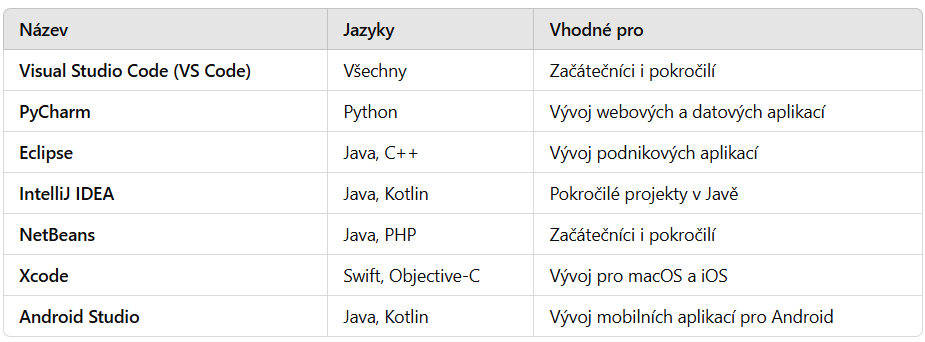 Název Jazyky Vhodné pro
Visual Studio Code (VS Code) Všechny Začátečníci i pokročilí
PyCharm Python Vývoj webových a datových aplikací
Eclipse Java, C++ Vývoj podnikových aplikací
IntelliJ IDEA Java, Kotlin Pokročilé projekty v Javě
NetBeans Java, PHP Začátečníci i pokročilí
Xcode Swift, Objective-C Vývoj pro macOS a iOS
Android Studio Java, Kotlin Vývoj mobilních aplikací pro Android